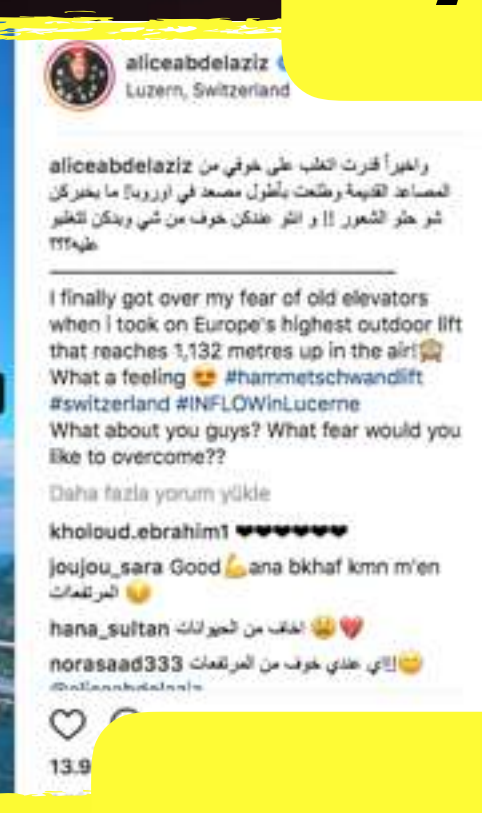 aliceabdelaziz
Luzern, Switzerland
aliceabdelaziz واخيراً قدرت اتغلب على خوفي من
المصاعد القديمة وطلعت بأطول مصعد في اوروبا! ما بخبركن
شو حلو الشعور !! و انتو عندكن خوف من شي وبدكن تتغلبو
عليه؟؟؟
I finally got over my fear of old elevators
when i took on Europe's highest outdoor lift
that reaches 1,132 metres up in the air!🙈
What a feeling 😍 #hammetschwandlift
#switzerland #INFLOWinLucerne
What about you guys? What fear would you
like to overcome??
Daha fazla yorum yükle
kholoud.ebrahim1 ❤❤❤❤❤❤
joujou_sara Good💪ana bkhaf kmn m'en
المرتفعات
hana_sultan اخاف من الحيوانات
norasaad333 اي عندي خوف من المرتفعات!!
@aliceabdelaziz
13.9